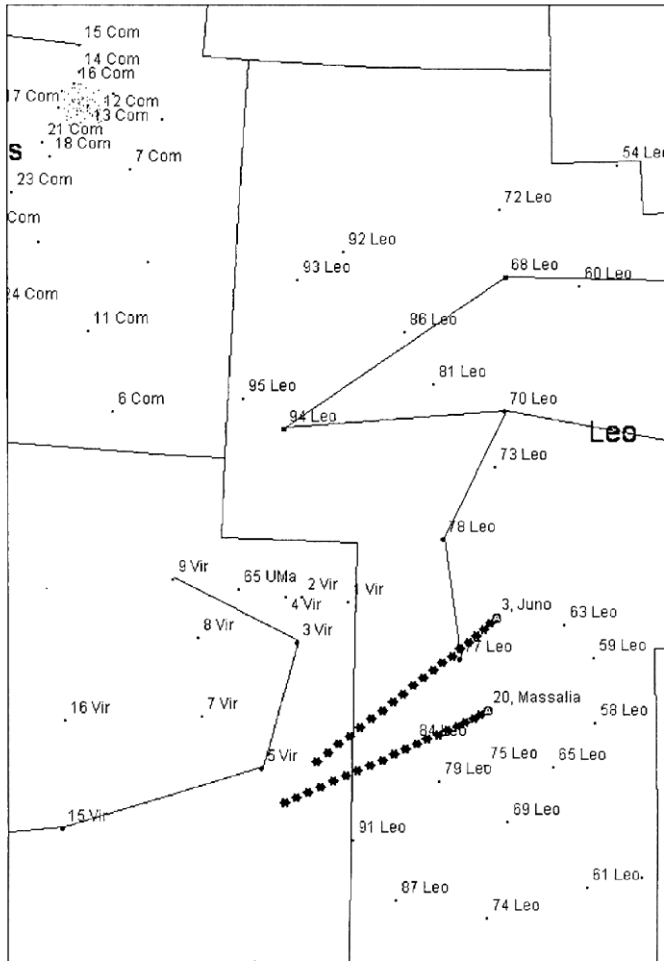 15 Com
14 Com
16 Com
17 Com
12 Com
13 Com
21 Com
18 Com
s
7 Com
54 Leo
23 Com
72 Leo
Com
92 Leo
93 Leo
68 Leo
60 Leo
24 Com
11 Com
86 Leo
81 Leo
95 Leo
6 Com
94 Leo
70 Leo
Leo
73 Leo
78 Leo
9 Vir
65 UMa
2 Vir
1 Vir
4 Vir
3, Juno
63 Leo
8 Vir
3 Vir
77 Leo
59 Leo
20, Massalia
16 Vir
7 Vir
84 Leo
58 Leo
5 Vir
75 Leo
65 Leo
79 Leo
15 Vir
91 Leo
69 Leo
87 Leo
61 Leo
74 Leo